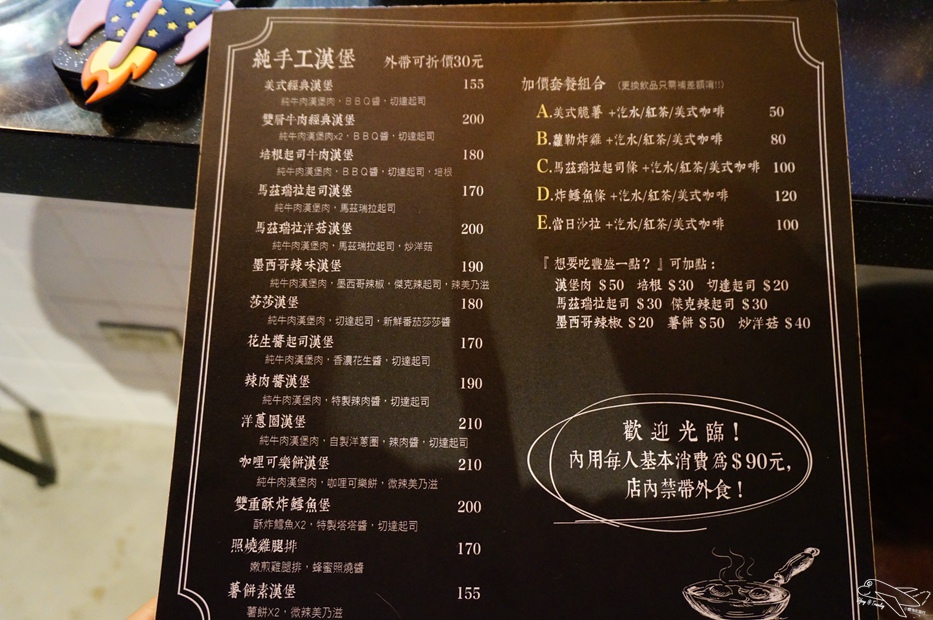 純手工漢堡 外帶可折價30元
美式經典漢堡 155
純牛肉漢堡肉，ＢＢＱ醬，切達起司
雙層牛肉經典漢堡 200
純牛肉漢堡肉x2，ＢＢＱ醬，切達起司
培根起司牛肉漢堡 180
純牛肉漢堡肉，ＢＢＱ醬，切達起司，培根
馬茲瑞拉起司漢堡 170
純牛肉漢堡肉，馬茲瑞拉起司
馬茲瑞拉洋菇漢堡 200
純牛肉漢堡肉，馬茲瑞拉起司，炒洋菇
墨西哥辣味漢堡 190
純牛肉漢堡肉，墨西哥辣椒，傑克辣起司，辣美乃滋
莎莎漢堡 180
純牛肉漢堡肉，切達起司，新鮮番茄莎莎醬
花生醬起司漢堡 170
純牛肉漢堡肉，香濃花生醬，切達起司
辣肉醬漢堡 190
純牛肉漢堡肉，特製辣肉醬，切達起司
洋蔥圈漢堡 210
純牛肉漢堡肉，自製洋蔥圈，辣肉醬，切達起司
咖哩可樂餅漢堡 210
純牛肉漢堡肉，咖哩可樂餅，微辣美乃滋
雙重酥炸鱈魚堡 200
酥炸鱈魚X2，特製塔塔醬，切達起司
照燒雞腿排 170
嫩煎雞腿排，蜂蜜照燒醬
薯餅素漢堡 155
薯餅X2，微辣美乃滋
加價套餐組合 (更換飲品只需補差額唷!!)
A.美式脆薯 +汽水/紅茶/美式咖啡 50
B.蘿勒炸雞 +汽水/紅茶/美式咖啡 80
C.馬茲瑞拉起司條 +汽水/紅茶/美式咖啡 100
D.炸鱈魚條 +汽水/紅茶/美式咖啡 120
E.當日沙拉 +汽水/紅茶/美式咖啡 100
『 想要吃豐盛一點？』可加點：
漢堡肉 $50 培根 $30 切達起司 $20
馬茲瑞拉起司 $30 傑克辣起司 $30
墨西哥辣椒 $20 薯餅 $50 炒洋菇 $40
歡迎光臨！
內用每人基本消費為$90元，
店內禁帶外食！